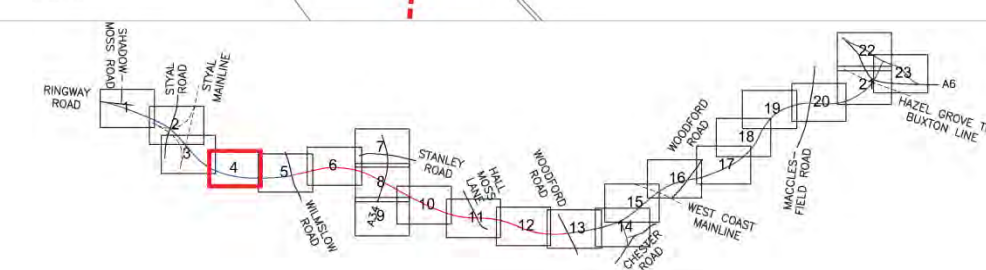 RINGWAY
ROAD
SHADOW
MOSS ROAD
STYAL
ROAD
STYAL
MAINLINE
1
2
3
4
5
WILMSLOW
ROAD
6
7
STANLEY
ROAD
8
A34
9
10
HALL
MOSS
LANE
11
12
WOODFORD
ROAD
13
14
CHESTER
ROAD
15
WEST COAST
MAINLINE
16
WOODFORD
ROAD
17
18
19
20
MACCLES-
FIELD ROAD
21
22
23
A6
HAZEL GROVE
BUXTON LINE